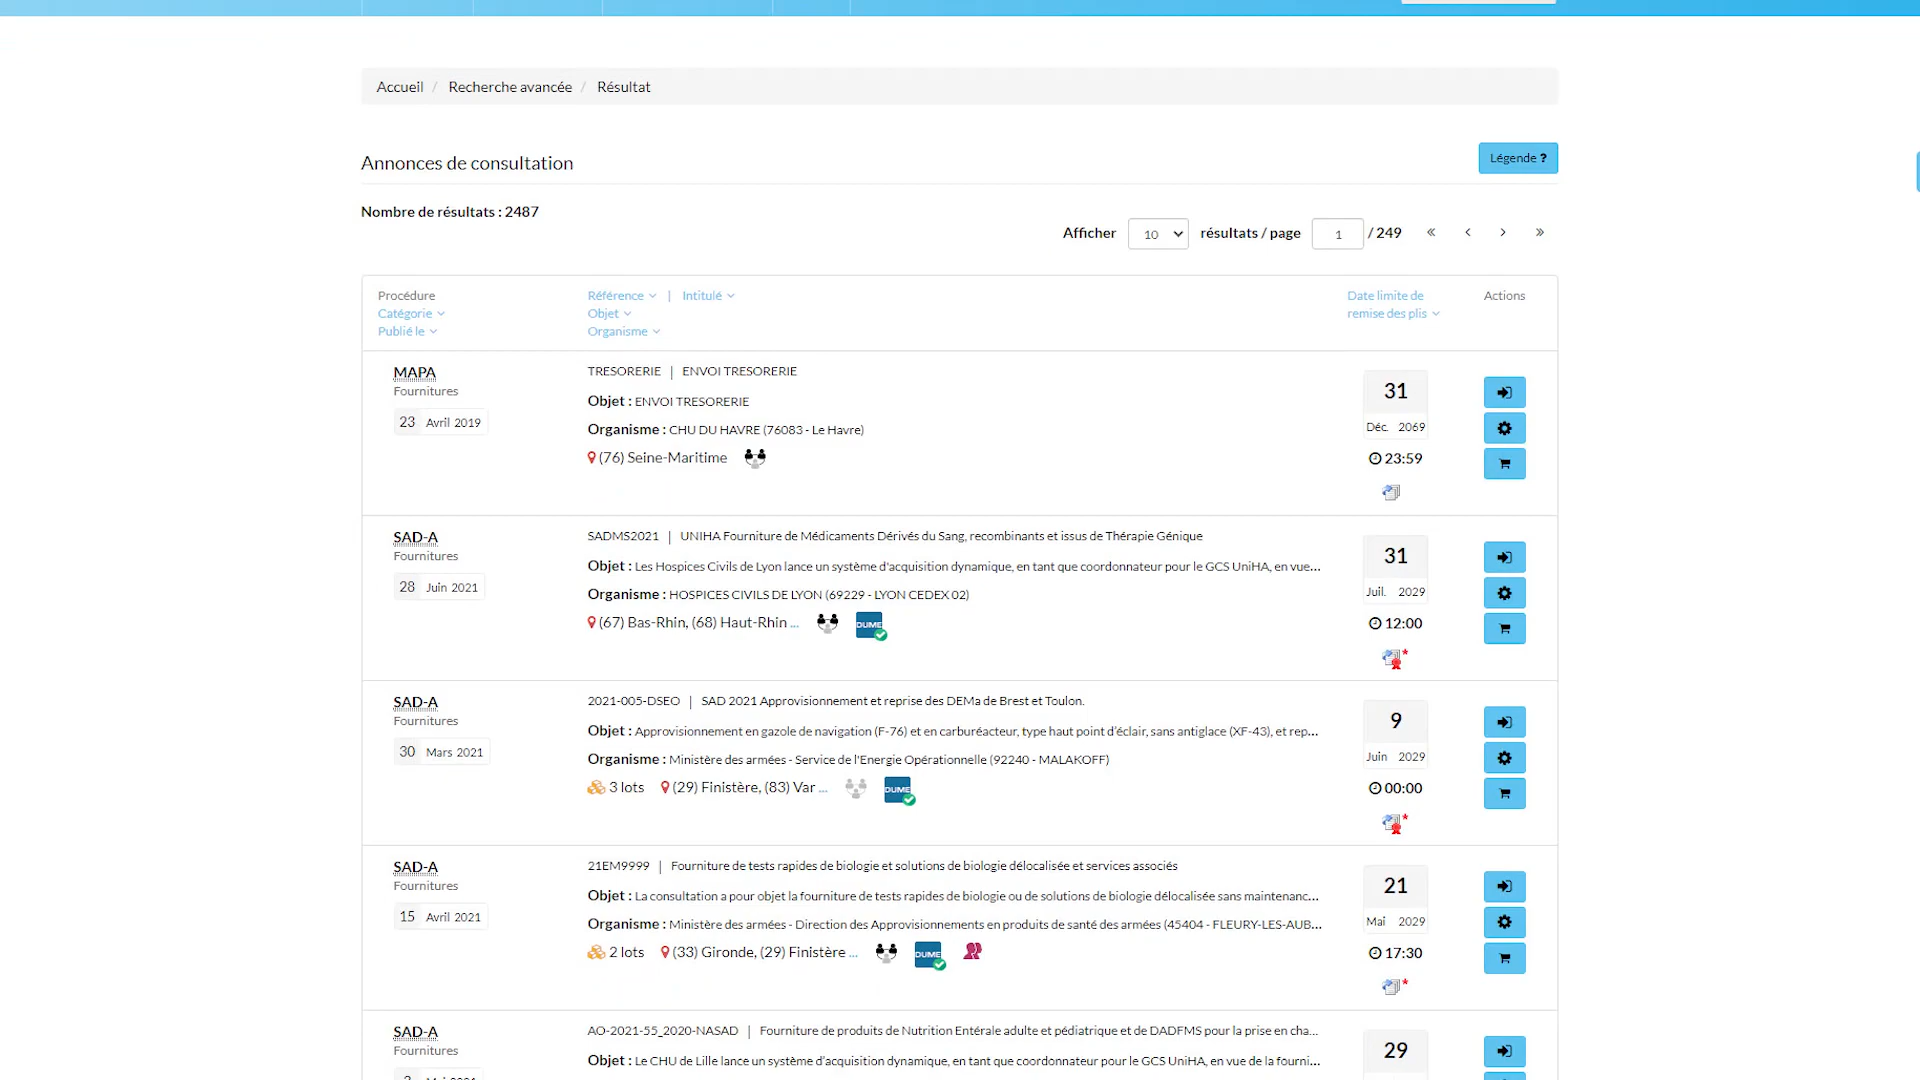 Accueil / Recherche avancée / Résultat
Annonces de consultation
Légende ?
Nombre de résultats : 2487
Afficher 10 résultats / page 1 / 249 « ‹ › »
Procédure
Catégorie
Publié le
Référence | Intitulé
Objet
Organisme
Date limite de
remise des plis
Actions
MAPA
Fournitures
23 Avril 2019
TRESORERIE | ENVOI TRESORERIE
Objet : ENVOI TRESORERIE
Organisme : CHU DU HAVRE (76083 - Le Havre)
(76) Seine-Maritime
31
Déc. 2069
23:59
SAD-A
Fournitures
28 Juin 2021
SADMS2021 | UNIHA Fourniture de Médicaments Dérivés du Sang, recombinants et issus de Thérapie Génique
Objet : Les Hospices Civils de Lyon lance un système d'acquisition dynamique, en tant que coordonnateur pour le GCS UniHA, en vue...
Organisme : HOSPICES CIVILS DE LYON (69229 - LYON CEDEX 02)
(67) Bas-Rhin, (68) Haut-Rhin ... DUME
31
Juil. 2029
12:00
*
SAD-A
Fournitures
30 Mars 2021
2021-005-DSEO | SAD 2021 Approvisionnement et reprise des DEMa de Brest et Toulon.
Objet : Approvisionnement en gazole de navigation (F-76) et en carburéacteur, type haut point d'éclair, sans antiglace (XF-43), et rep...
Organisme : Ministère des armées - Service de l'Energie Opérationnelle (92240 - MALAKOFF)
3 lots (29) Finistère, (83) Var ... DUME
9
Juin 2029
00:00
*
SAD-A
Fournitures
15 Avril 2021
21EM9999 | Fourniture de tests rapides de biologie et solutions de biologie délocalisée et services associés
Objet : La consultation a pour objet la fourniture de tests rapides de biologie ou de solutions de biologie délocalisée sans maintenanc...
Organisme : Ministère des armées - Direction des Approvisionnements en produits de santé des armées (45404 - FLEURY-LES-AUB...
2 lots (33) Gironde, (29) Finistère ... DUME
21
Mai 2029
17:30
*
SAD-A
Fournitures
AO-2021-55_2020-NASAD | Fourniture de produits de Nutrition Entérale adulte et pédiatrique et de DADFMS pour la prise en cha...
Objet : Le CHU de Lille lance un système d'acquisition dynamique, en tant que coordonnateur pour le GCS UniHA, en vue de la fourni...
29